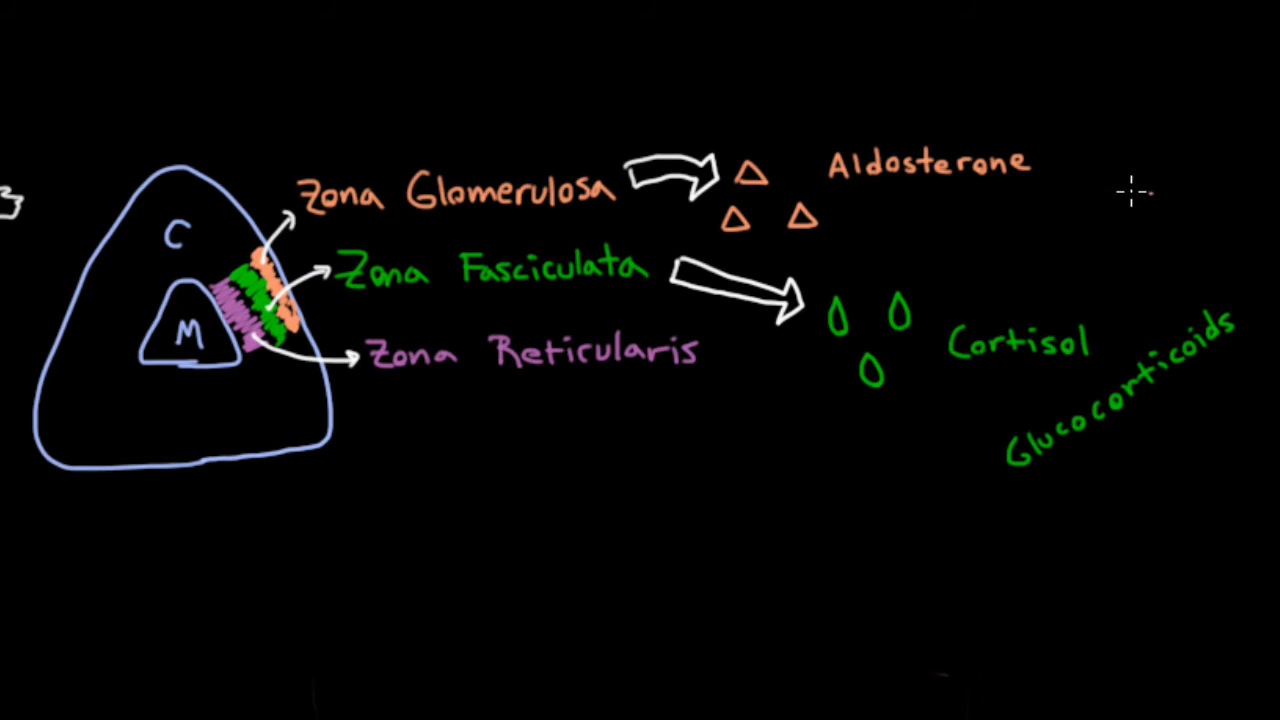 C
M
Zona Glomerulosa
Aldosterone
Zona Fasciculata
Cortisol
Zona Reticularis
Glucocorticoids